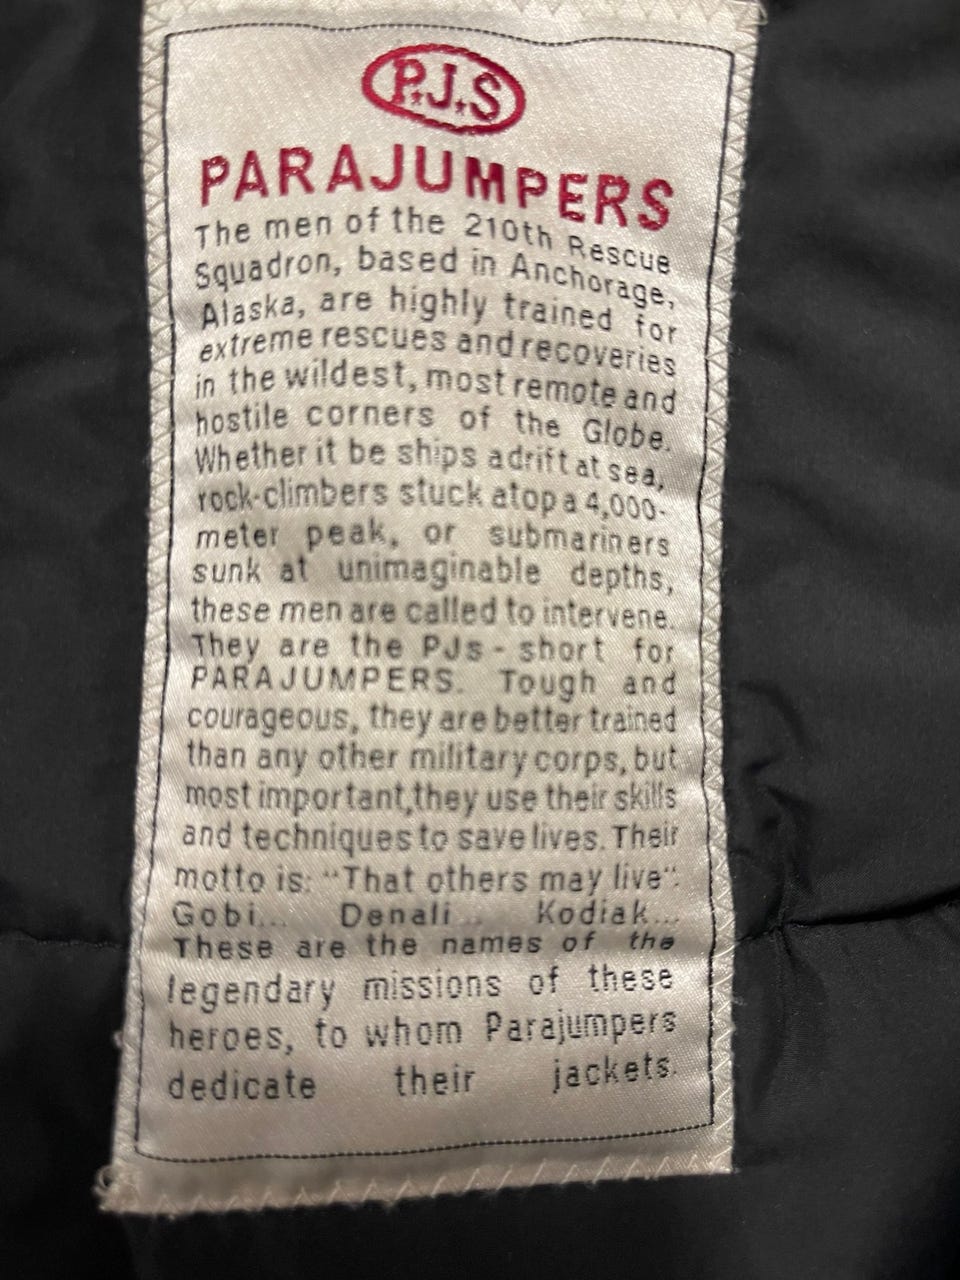 P.J.S
PARAJUMPERS
The men of the 210th Rescue
Squadron, based in Anchorage,
Alaska, are highly trained for
extreme rescues and recoveries
in the wildest, most remote and
hostile corners of the Globe.
Whether it be ships adrift at sea,
rock-climbers stuck atop a 4,000-
meter peak, or submariners
sunk at unimaginable depths,
these men are called to intervene.
They are the PJs - short for
PARAJUMPERS. Tough and
courageous, they are better trained
than any other military corps, but
most important,they use their skills
and techniques to save lives. Their
motto is: "That others may live".
Gobi... Denali... Kodiak...
These are the names of the
legendary missions of these
heroes, to whom Parajumpers
dedicate their jackets.